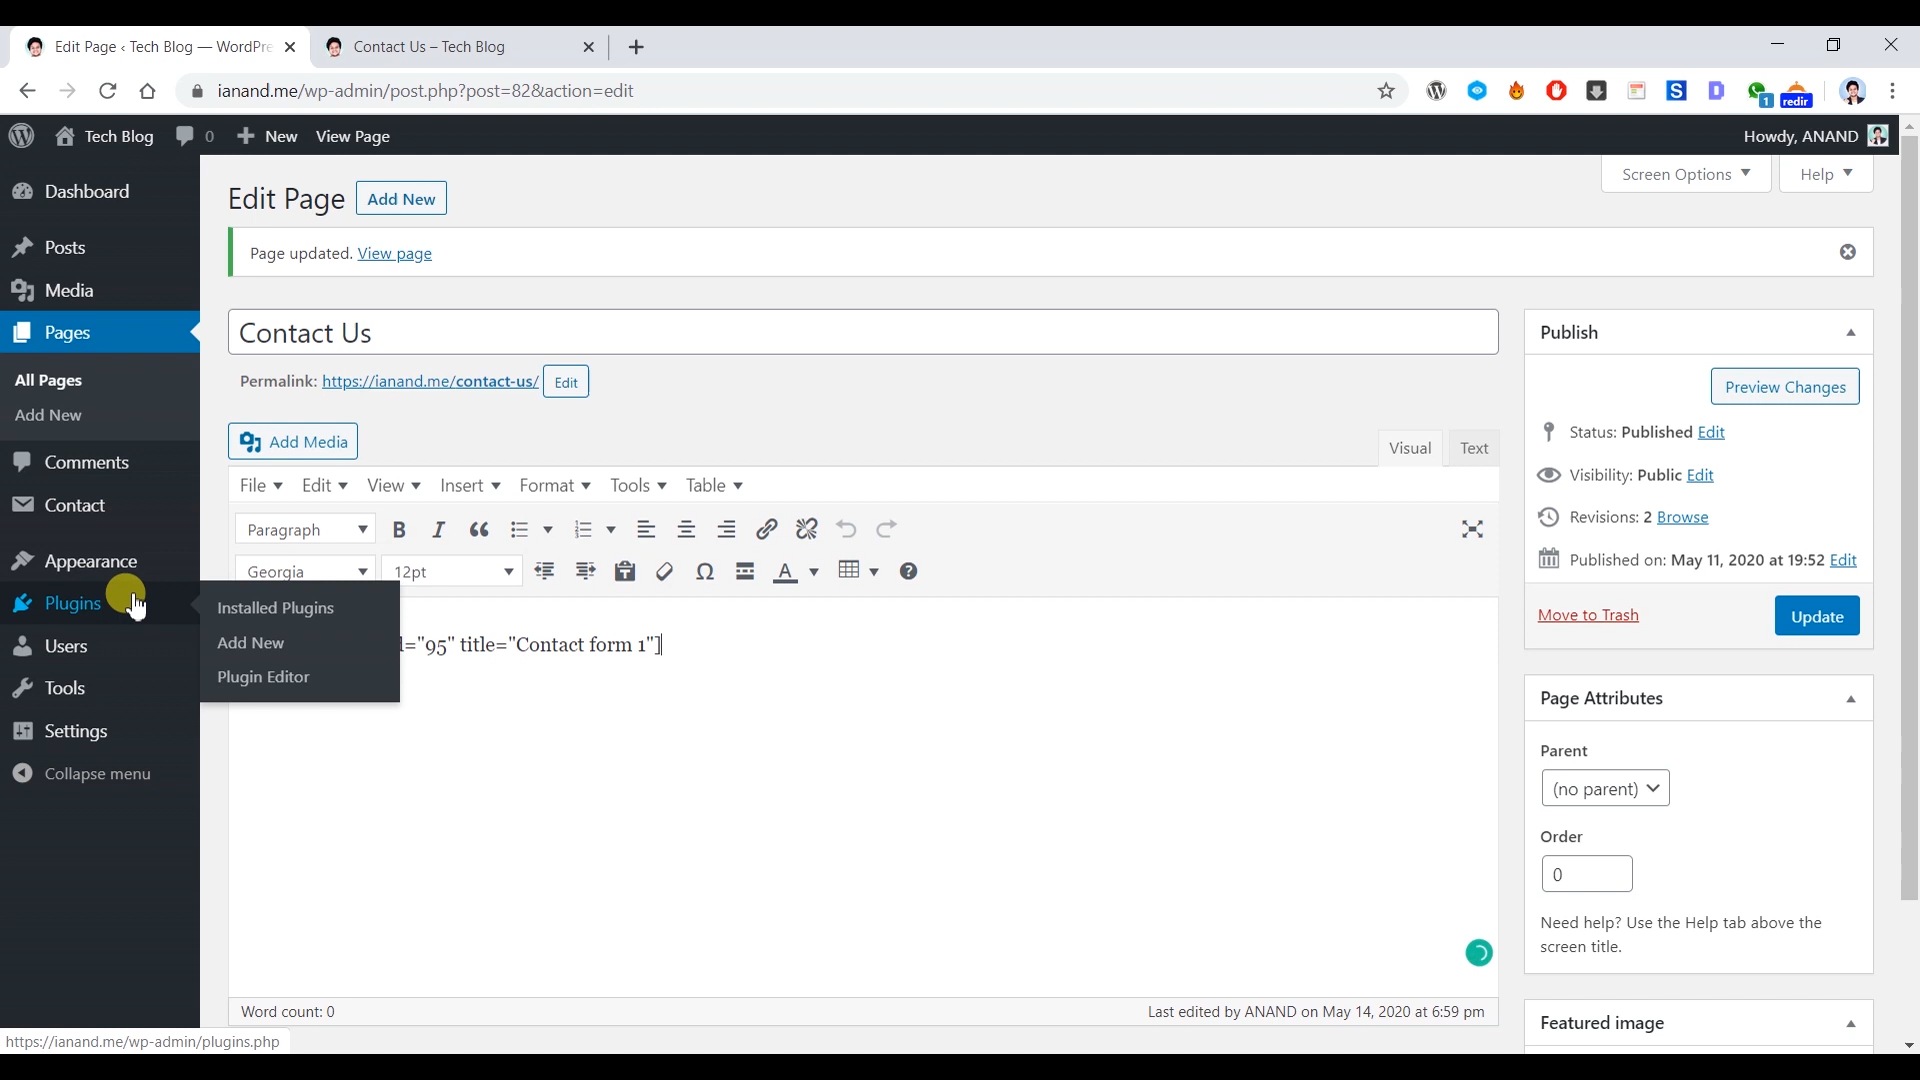 Edit Page ‹ Tech Blog — WordPre
Contact Us – Tech Blog
ianand.me/wp-admin/post.php?post=82&action=edit
S
D
1
redir
Tech Blog
0
New
View Page
Howdy, ANAND
Dashboard
Posts
Media
Pages
All Pages
Add New
Comments
Contact
Appearance
Plugins
Users
Tools
Settings
Collapse menu
Installed Plugins
Add New
Plugin Editor
Screen Options
Help
Edit Page
Add New
Page updated. View page
Contact Us
Permalink: https://ianand.me/contact-us/ Edit
Add Media
Visual
Text
File
Edit
View
Insert
Format
Tools
Table
Paragraph
B
I
Georgia
12pt
Ω
A
="95" title="Contact form 1"]
Word count: 0
Last edited by ANAND on May 14, 2020 at 6:59 pm
Publish
Preview Changes
Status: Published Edit
Visibility: Public Edit
Revisions: 2 Browse
Published on: May 11, 2020 at 19:52 Edit
Move to Trash
Update
Page Attributes
Parent
(no parent)
Order
0
Need help? Use the Help tab above the
screen title.
Featured image
https://ianand.me/wp-admin/plugins.php